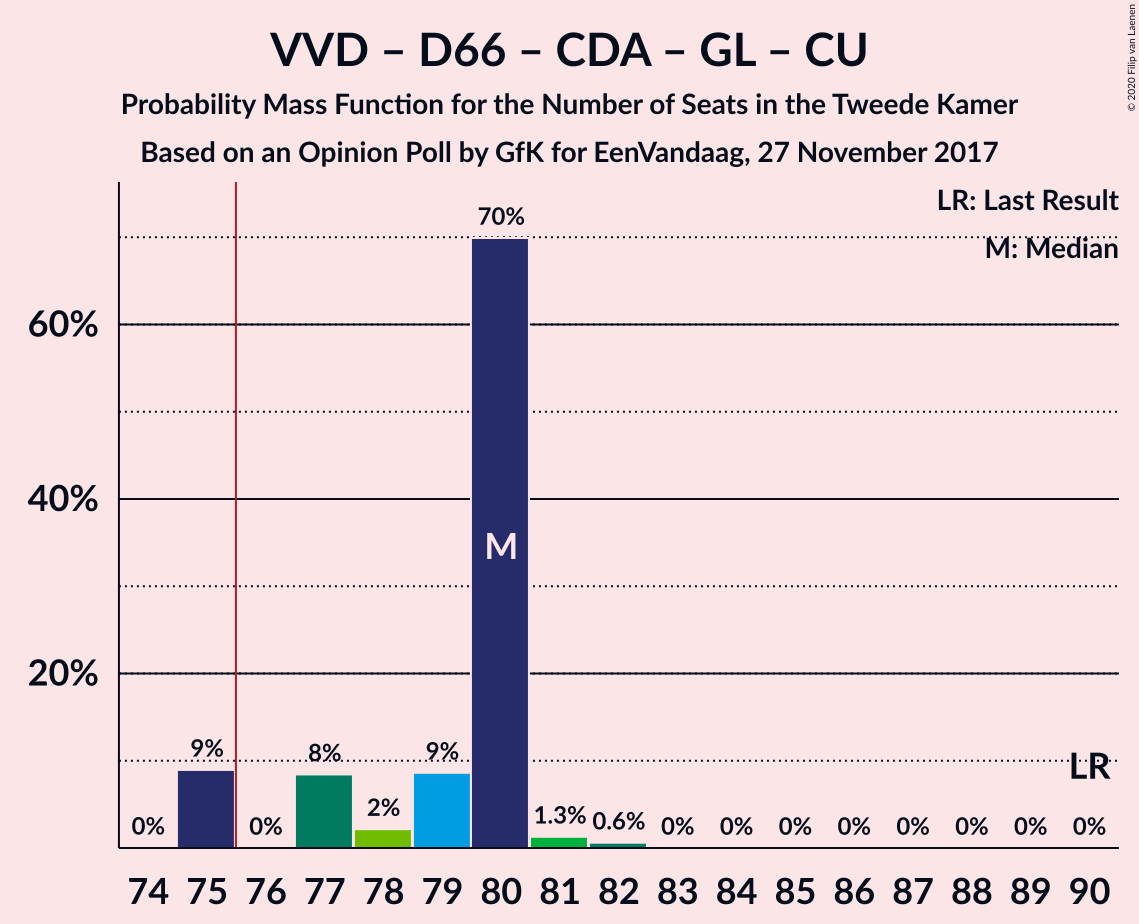 VVD – D66 – CDA – GL – CU
Probability Mass Function for the Number of Seats in the Tweede Kamer
Based on an Opinion Poll by GfK for EenVandaag, 27 November 2017
© 2020 Filip van Laenen
LR: Last Result
M: Median
70%
60%
40%
20%
M
LR
0% 9% 0% 8% 2% 9% 1.3% 0.6% 0% 0% 0% 0% 0% 0% 0% 0%
74 75 76 77 78 79 80 81 82 83 84 85 86 87 88 89 90